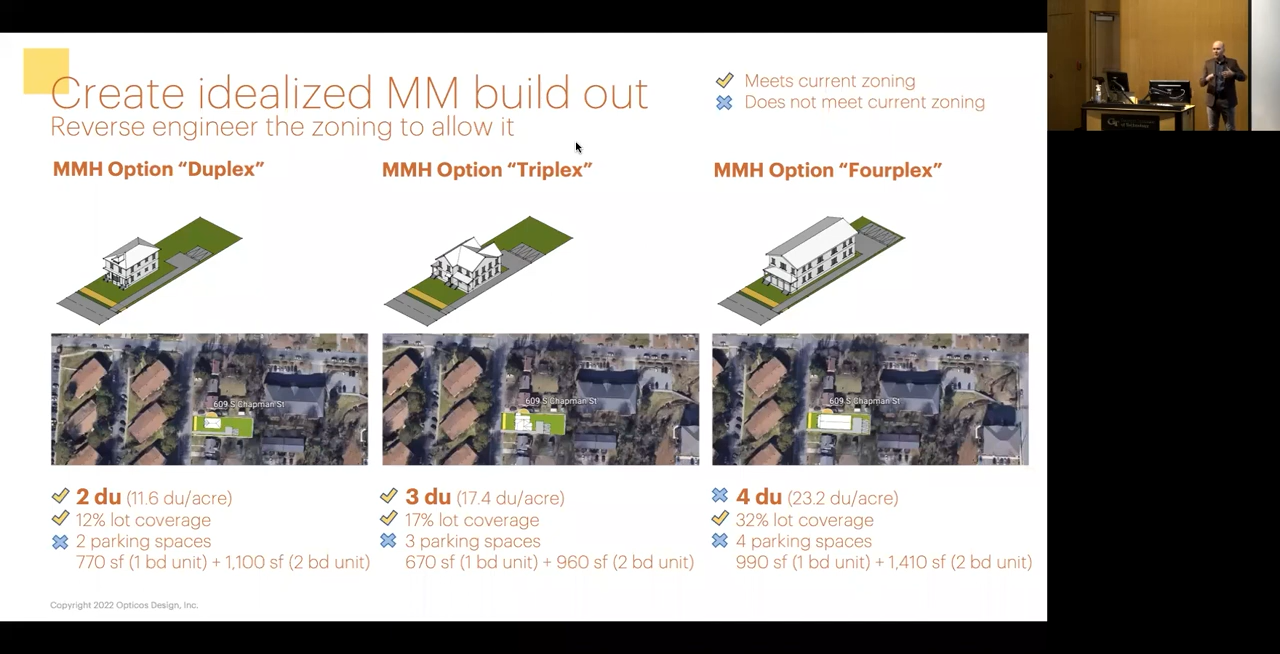 Create idealized MM build out
Reverse engineer the zoning to allow it
Meets current zoning
Does not meet current zoning
MMH Option “Duplex”
MMH Option “Triplex”
MMH Option “Fourplex”
609 S Chapman St
609 S Chapman St
609 S Chapman St
2 du (11.6 du/acre)
12% lot coverage
2 parking spaces
770 sf (1 bd unit) + 1,100 sf (2 bd unit)
3 du (17.4 du/acre)
17% lot coverage
3 parking spaces
670 sf (1 bd unit) + 960 sf (2 bd unit)
4 du (23.2 du/acre)
32% lot coverage
4 parking spaces
990 sf (1 bd unit) + 1,410 sf (2 bd unit)
Copyright 2022 Opticos Design, Inc.